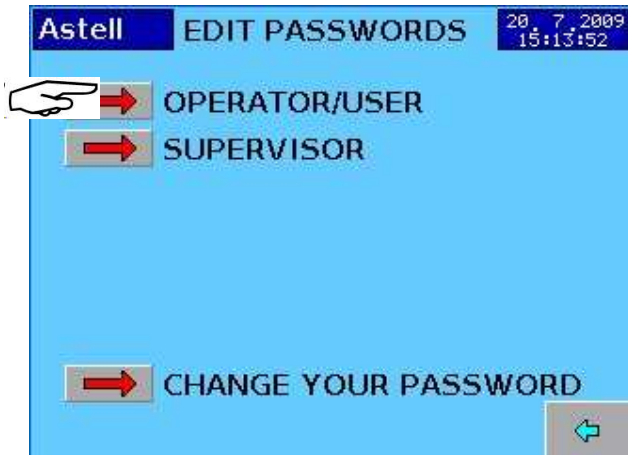 Astell EDIT PASSWORDS 20. 7.2009
15:13:52
OPERATOR/USER
SUPERVISOR
CHANGE YOUR PASSWORD